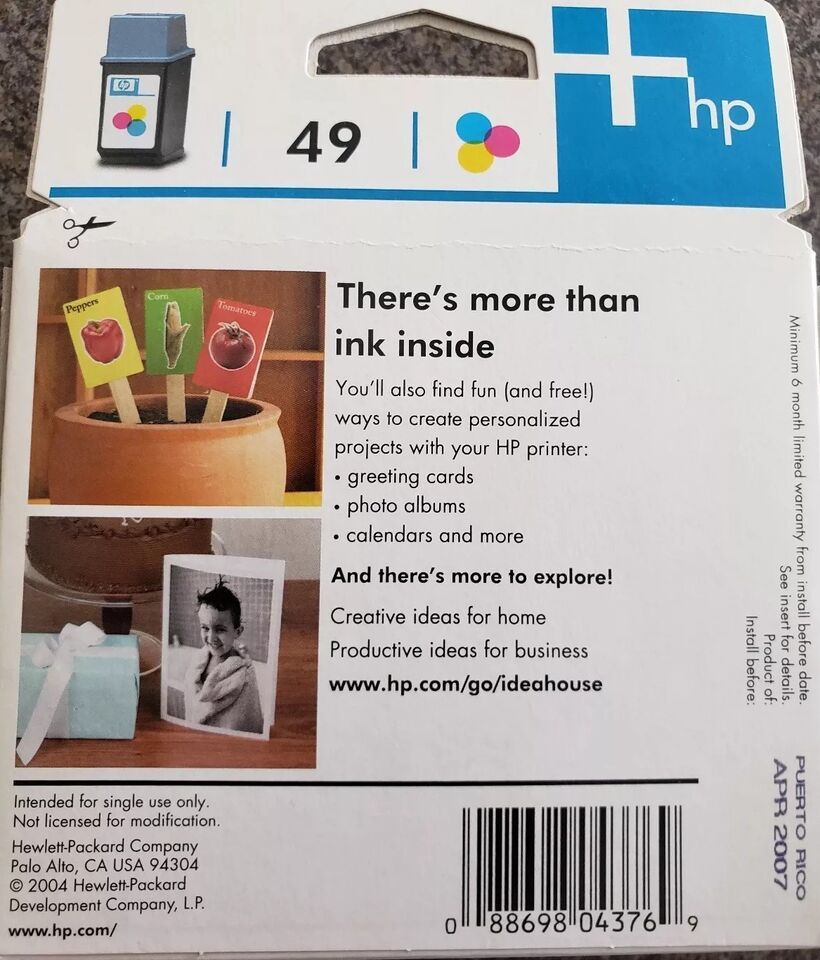 hp
49
hp
Peppers
Corn
Tomatoes
There's more than
ink inside
You'll also find fun (and free!)
ways to create personalized
projects with your HP printer:
• greeting cards
• photo albums
• calendars and more
And there's more to explore!
Creative ideas for home
Productive ideas for business
www.hp.com/go/ideahouse
Minimum 6 month limited warranty from install before date.
See insert for details.
Product of:
Install before:
PUERTO RICO
APR 2007
Intended for single use only.
Not licensed for modification.
Hewlett-Packard Company
Palo Alto, CA USA 94304
© 2004 Hewlett-Packard
Development Company, L.P.
www.hp.com/
0 88698 04376 9